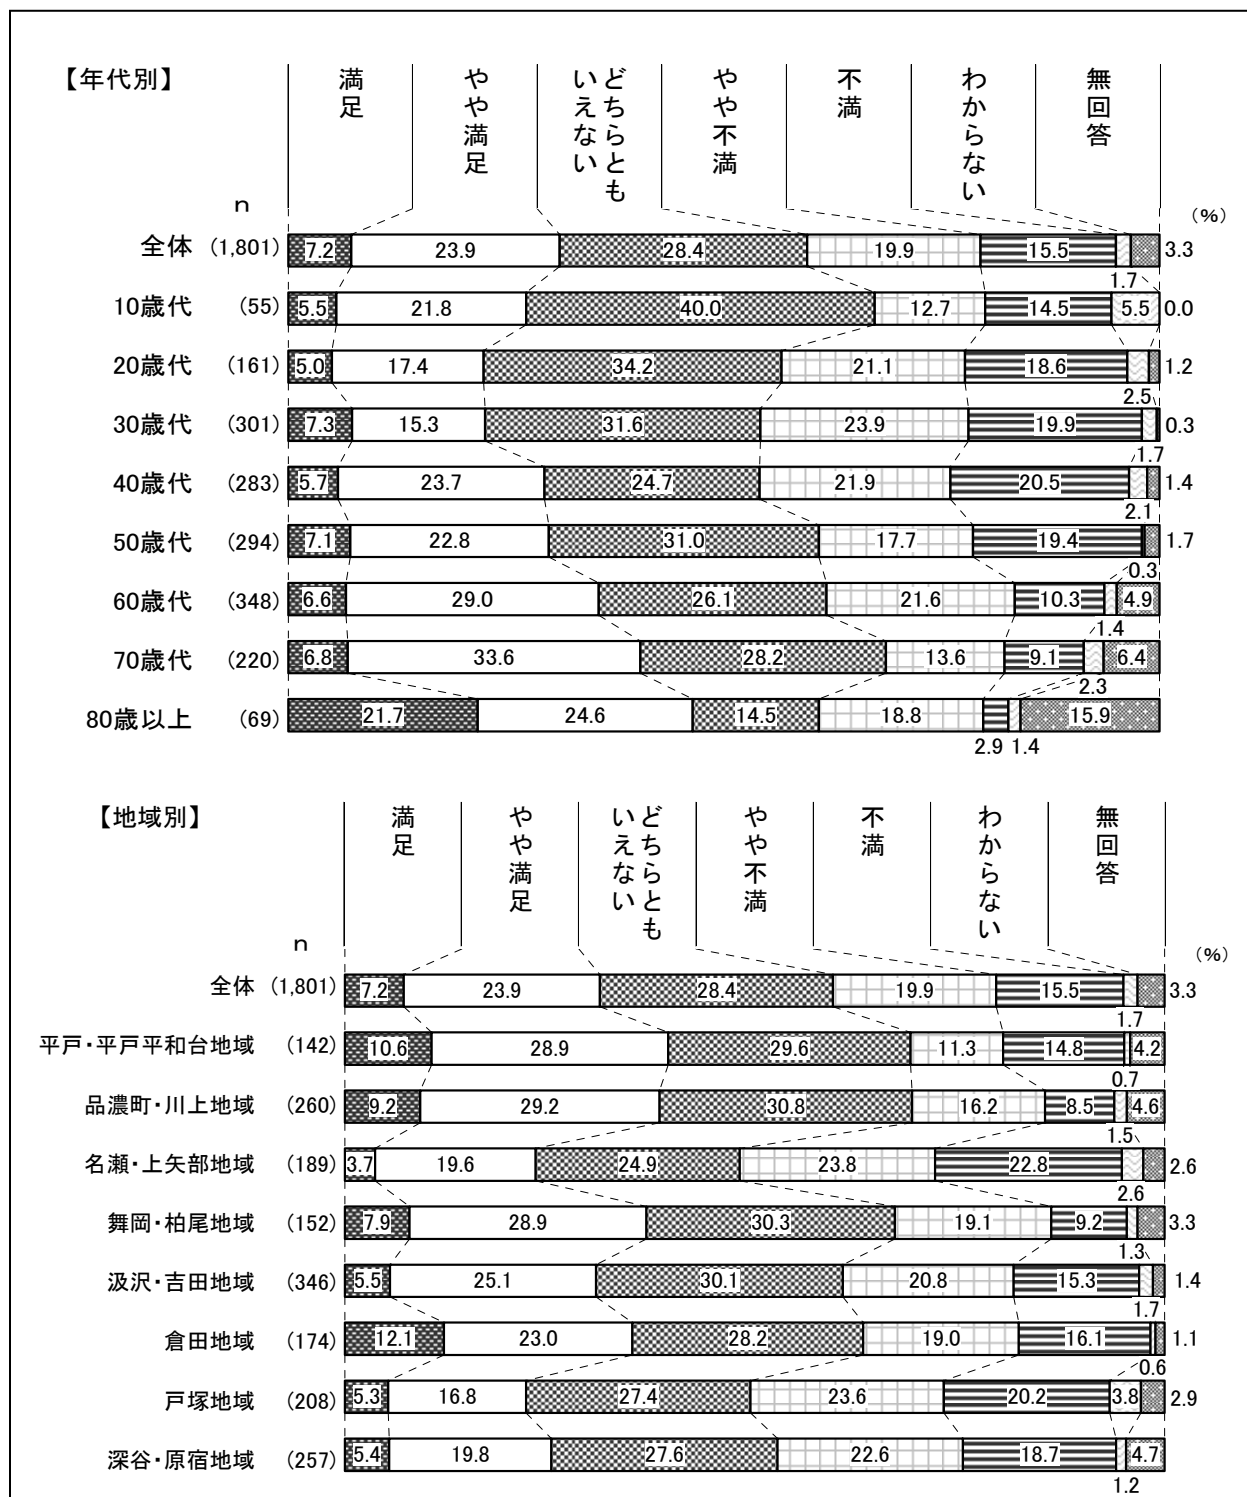 【年代別】
満足
やや満足
どちらとも
いえない
やや不満
不満
わからない
無回答
n
(%)
全体 (1,801) 7.2 23.9 28.4 19.9 15.5 1.7 3.3
10歳代 (55) 5.5 21.8 40.0 12.7 14.5 5.5 0.0
20歳代 (161) 5.0 17.4 34.2 21.1 18.6 2.5 1.2
30歳代 (301) 7.3 15.3 31.6 23.9 19.9 1.7 0.3
40歳代 (283) 5.7 23.7 24.7 21.9 20.5 2.1 1.4
50歳代 (294) 7.1 22.8 31.0 17.7 19.4 0.3 1.7
60歳代 (348) 6.6 29.0 26.1 21.6 10.3 1.4 4.9
70歳代 (220) 6.8 33.6 28.2 13.6 9.1 2.3 6.4
80歳以上 (69) 21.7 24.6 14.5 18.8 2.9 1.4 15.9
【地域別】
満足
やや満足
どちらとも
いえない
やや不満
不満
わからない
無回答
n
(%)
全体 (1,801) 7.2 23.9 28.4 19.9 15.5 1.7 3.3
平戸・平戸平和台地域 (142) 10.6 28.9 29.6 11.3 14.8 0.7 4.2
品濃町・川上地域 (260) 9.2 29.2 30.8 16.2 8.5 1.5 4.6
名瀬・上矢部地域 (189) 3.7 19.6 24.9 23.8 22.8 2.6 2.6
舞岡・柏尾地域 (152) 7.9 28.9 30.3 19.1 9.2 1.3 3.3
汲沢・吉田地域 (346) 5.5 25.1 30.1 20.8 15.3 1.7 1.4
倉田地域 (174) 12.1 23.0 28.2 19.0 16.1 0.6 1.1
戸塚地域 (208) 5.3 16.8 27.4 23.6 20.2 3.8 2.9
深谷・原宿地域 (257) 5.4 19.8 27.6 22.6 18.7 1.2 4.7